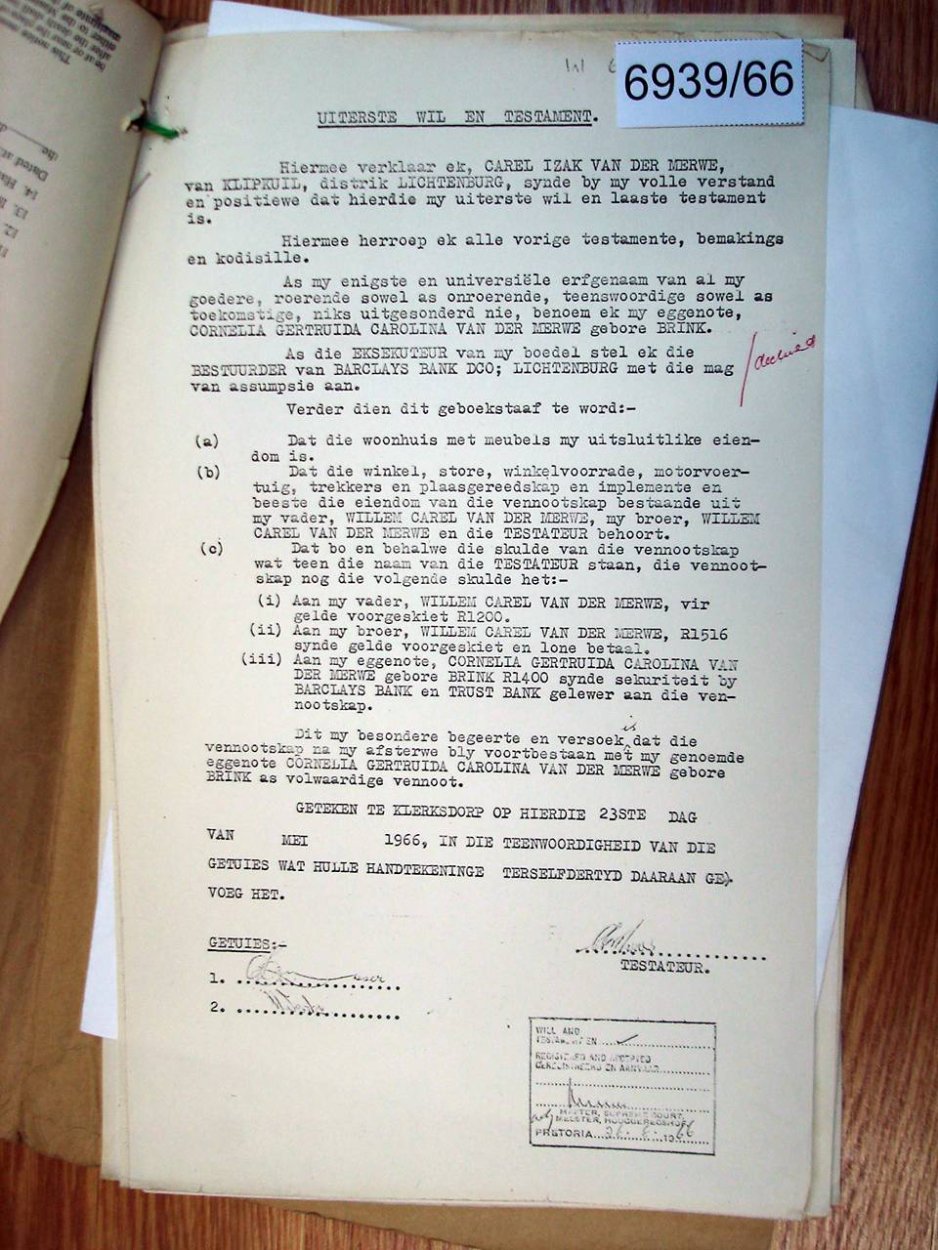 This notice
6939/66
UITERSTE WIL EN TESTAMENT.
Hiermee verklaar ek, CAREL IZAK VAN DER MERWE,
van KLIPKUIL, distrik LICHTENBURG, synde by my volle verstand
en positiewe dat hierdie my uiterste wil en laaste testament
is.
Hiermee herroep ek alle vorige testamente, bemakings
en kodisille.
As my enigste en universiële erfgenaam van al my
goedere, roerende sowel as onroerende, teenswoordige sowel as
toekomstige, niks uitgesonderd nie, benoem ek my eggenote,
CORNELIA GERTRUIDA CAROLINA VAN DER MERWE gebore BRINK.
As die EKSEKUTEUR van my boedel stel ek die
BESTUURDER van BARCLAYS BANK DCO; LICHTENBURG met die mag
van assumpsie aan.
declined
Verder dien dit geboekstaaf te word:-
(a) Dat die woonhuis met meubels my uitsluitlike eien-
dom is.
(b) Dat die winkel, store, winkelvoorrade, motorvoer-
tuig, trekkers en plaasgereedskap en implemente en
beeste die eiendom van die vennootskap bestaande uit
my vader, WILLEM CAREL VAN DER MERWE, my broer, WILLEM
CAREL VAN DER MERWE en die TESTATEUR behoort.
(c) Dat bo en behalwe die skulde van die vennootskap
wat teen die naam van die TESTATEUR staan, die vennoot-
skap nog die volgende skulde het:-
(i) Aan my vader, WILLEM CAREL VAN DER MERWE, vir
gelde voorgeskiet R1200.
(ii) Aan my broer, WILLEM CAREL VAN DER MERWE, R1516
synde gelde voorgeskiet en lone betaal.
(iii) Aan my eggenote, CORNELIA GERTRUIDA CAROLINA VAN
DER MERWE gebore BRINK R1400 synde sekuriteit by
BARCLAYS BANK en TRUST BANK gelewer aan die ven-
nootskap.
Dit my besondere begeerte en versoek is dat die
vennootskap na my afsterwe bly voortbestaan met my genoemde
eggenote CORNELIA GERTRUIDA CAROLINA VAN DER MERWE gebore
BRINK as volwaardige vennoot.
GETEKEN TE KLERKSDORP OP HIERDIE 23STE DAG
VAN MEI 1966, IN DIE TEENWOORDIGHEID VAN DIE
GETUIES WAT HULLE HANDTEKENINGE TERSELFDERTYD DAARAAN GE).
VOEG HET.
GETUIES:-
TESTATEUR.
1.
2.
WILL AND
REGISTERED AND ACCEPTED
GEREGISTREERD EN AANVAAR
MASTER, SUPREME COURT,
MEESTER, HOOGGEREGSHOF
PRETORIA 1966